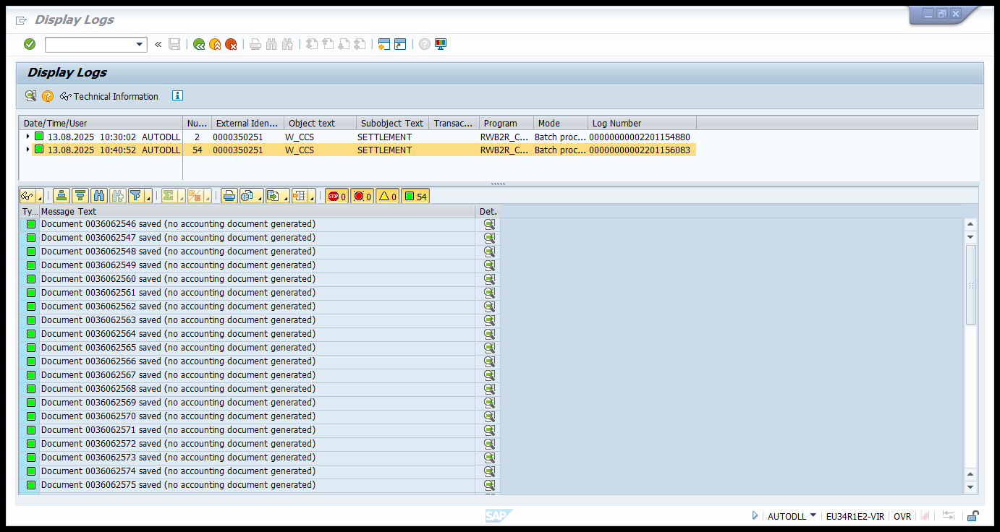 Display Logs
«
Display Logs
Technical Information
Date/Time/User Nu... External Iden... Object text Subobject Text Transac... Program Mode Log Number
13.08.2025 10:30:02 AUTODLL 2 0000350251 W_CCS SETTLEMENT RWB2R_C... Batch proc... 00000000002201154880
13.08.2025 10:40:52 AUTODLL 54 0000350251 W_CCS SETTLEMENT RWB2R_C... Batch proc... 00000000002201156083
STOP 0 0 0 54
Ty... Message Text Det.
Document 0036062546 saved (no accounting document generated)
Document 0036062547 saved (no accounting document generated)
Document 0036062548 saved (no accounting document generated)
Document 0036062549 saved (no accounting document generated)
Document 0036062560 saved (no accounting document generated)
Document 0036062561 saved (no accounting document generated)
Document 0036062562 saved (no accounting document generated)
Document 0036062563 saved (no accounting document generated)
Document 0036062564 saved (no accounting document generated)
Document 0036062565 saved (no accounting document generated)
Document 0036062566 saved (no accounting document generated)
Document 0036062567 saved (no accounting document generated)
Document 0036062568 saved (no accounting document generated)
Document 0036062569 saved (no accounting document generated)
Document 0036062570 saved (no accounting document generated)
Document 0036062571 saved (no accounting document generated)
Document 0036062572 saved (no accounting document generated)
Document 0036062573 saved (no accounting document generated)
Document 0036062574 saved (no accounting document generated)
Document 0036062575 saved (no accounting document generated)
SAP AUTODLL EU34R1E2-VIR OVR